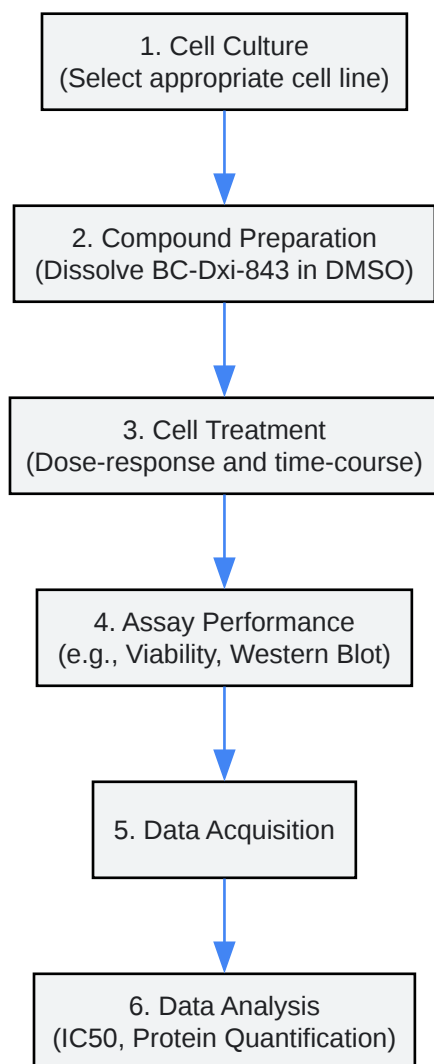 1. Cell Culture
(Select appropriate cell line)
2. Compound Preparation
(Dissolve BC-Dxi-843 in DMSO)
3. Cell Treatment
(Dose-response and time-course)
4. Assay Performance
(e.g., Viability, Western Blot)
5. Data Acquisition
6. Data Analysis
(IC50, Protein Quantification)